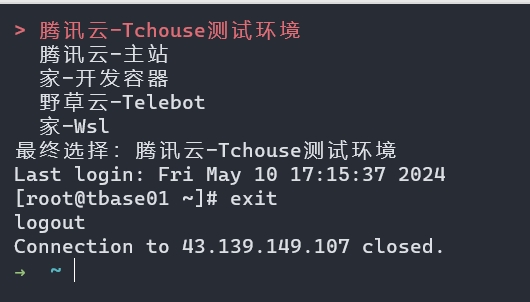 > 腾讯云-Tchouse测试环境
腾讯云-主站
家-开发容器
野草云-Telebot
家-Wsl
最终选择: 腾讯云-Tchouse测试环境
Last login: Fri May 10 17:15:37 2024
[root@tbase01 ~]# exit
logout
Connection to 43.139.149.107 closed.
→ ~